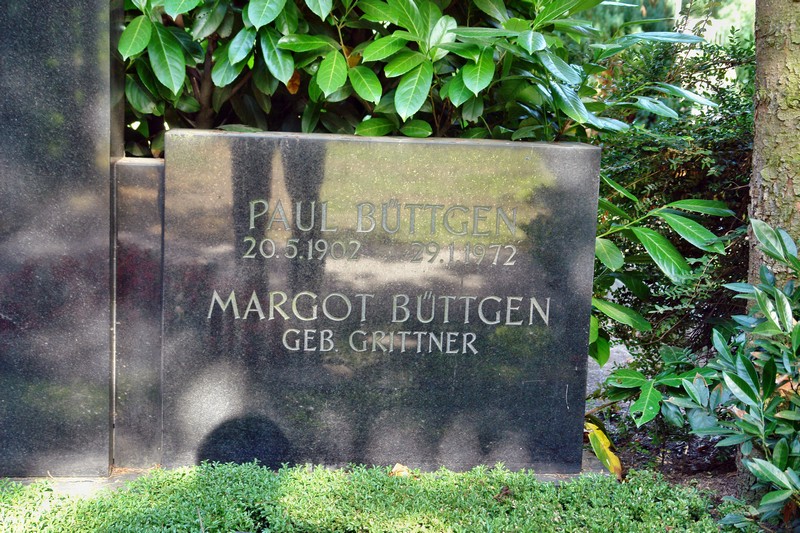 PAUL BÜTTGEN
20.5.1902 29.1.1972
MARGOT BÜTTGEN
GEB. GRITTNER